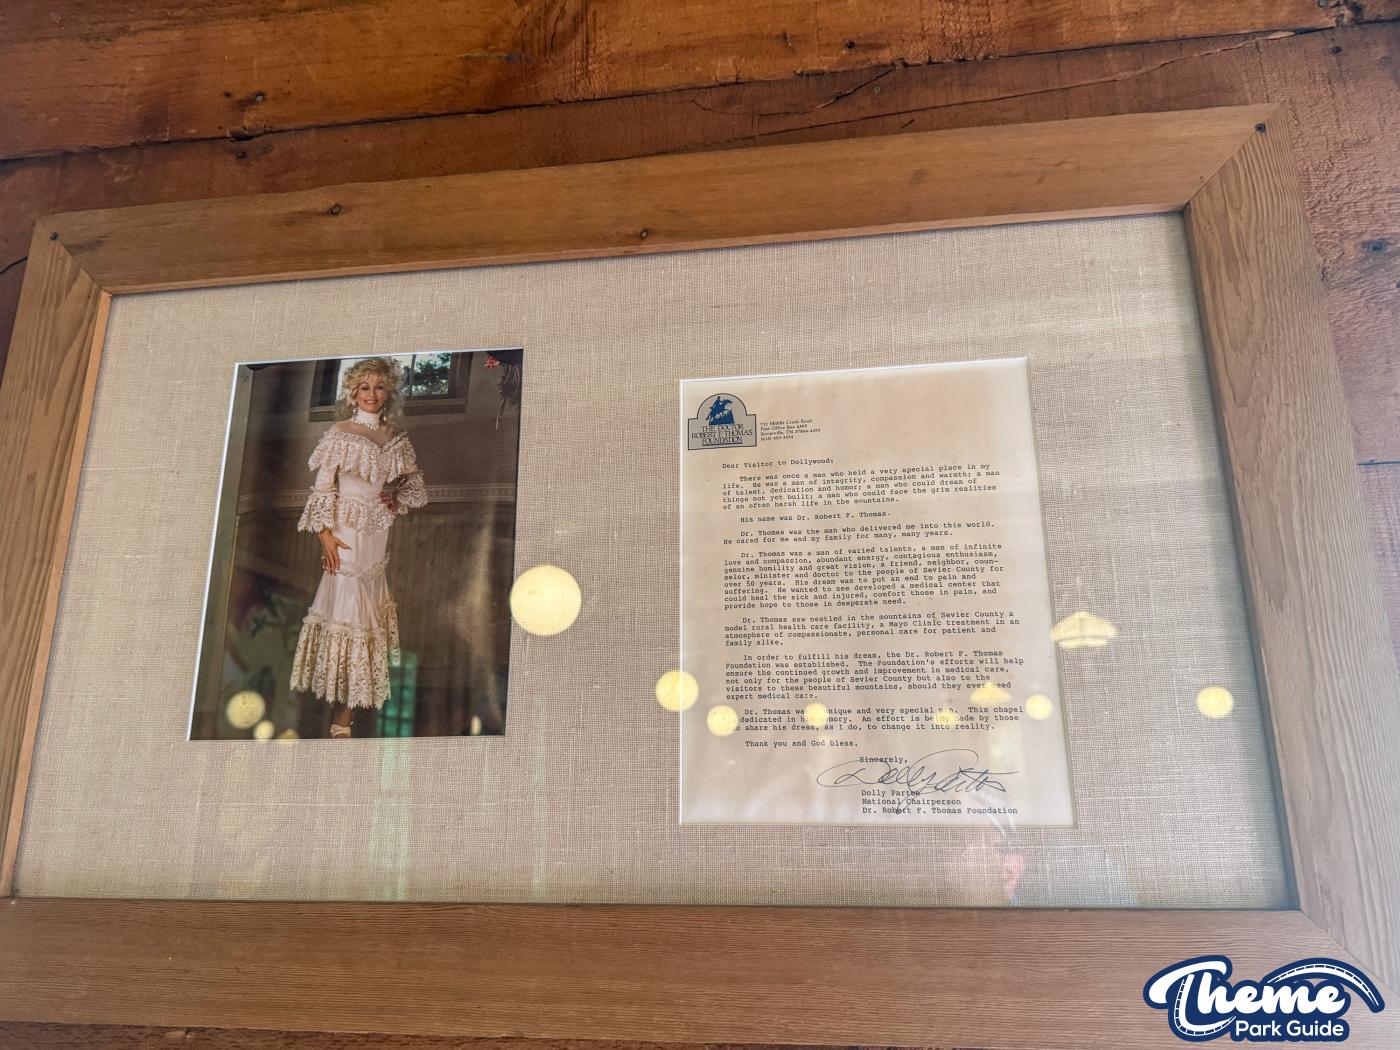 THE DOCTOR
ROBERT F. THOMAS
FOUNDATION
711 Middle Creek Road
Post Office Box
Sevierville, TN
Dear Visitor to Dollywood:
There was once a man who held a very special place in my
life. He was a man of integrity, compassion and warmth; a man
of talent, dedication and humor; a man who could dream of
things not yet built; a man who could face the grim realities
of an often harsh life in the mountains.
His name was Dr. Robert F. Thomas.
Dr. Thomas was the man who delivered me into this world.
He cared for me and my family for many, many years.
Dr. Thomas was a man of varied talents, a man of infinite
love and compassion, abundant energy, contagious enthusiasm,
genuine humility and great vision, a friend, neighbor, coun-
selor, minister and doctor to the people of Sevier County for
over 50 years. His dream was to put an end to pain and
suffering. He wanted to see developed a medical center that
could heal the sick and injured, comfort those in pain, and
provide hope to those in desperate need.
Dr. Thomas saw nestled in the mountains of Sevier County a
model rural health care facility, a Mayo Clinic treatment in an
atmosphere of compassionate, personal care for patient and
family alike.
In order to fulfill his dream, the Dr. Robert F. Thomas
Foundation was established. The Foundation's efforts will help
ensure the continued growth and improvement in medical care,
not only for the people of Sevier County but also to the
visitors to these beautiful mountains, should they ever need
expert medical care.
Dr. Thomas was unique and very special man. This chapel
dedicated in his memory. An effort is being made by those
who share his dream, as I do, to change it into reality.
Thank you and God bless.
Sincerely,
Dolly Parton
Dolly Parton
National Chairperson
Dr. Robert F. Thomas Foundation
Theme
Park Guide